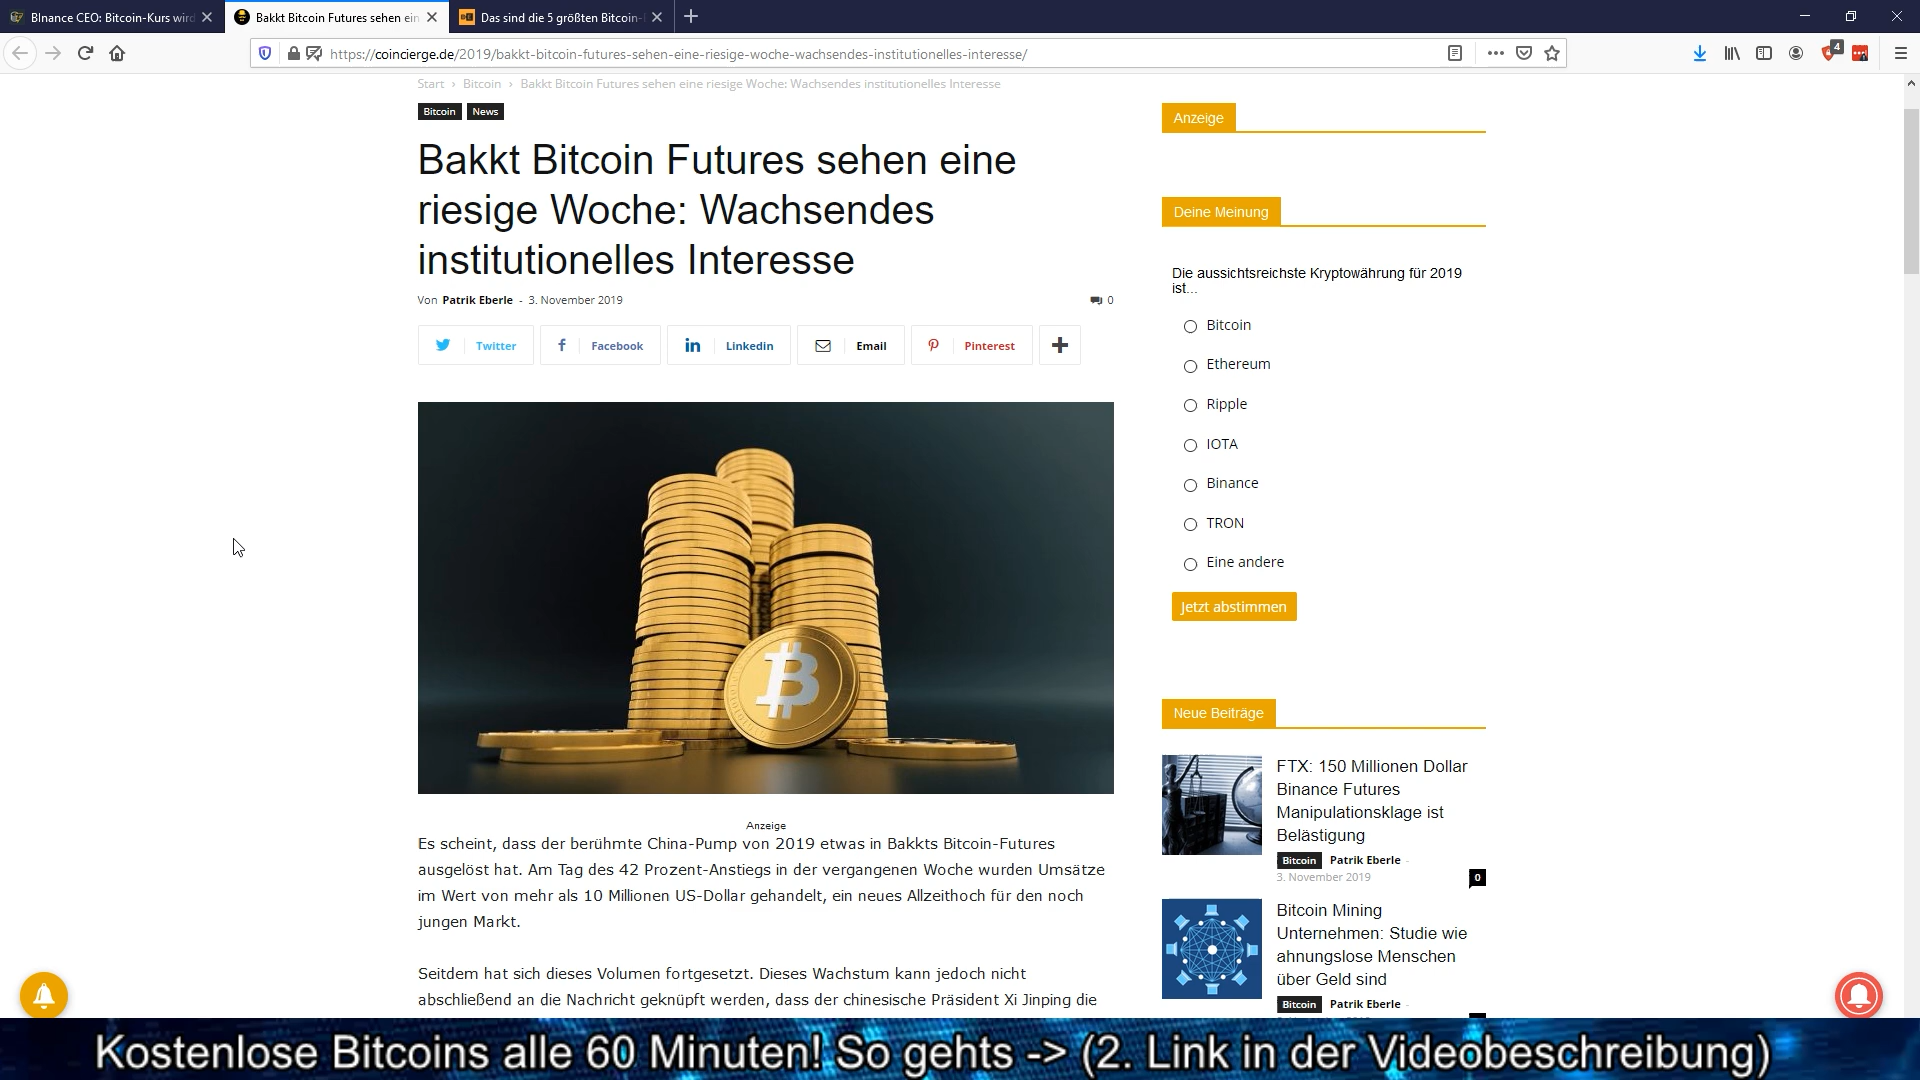 BInance CEO: Bitcoin-Kurs wird
Bakkt Bitcoin Futures sehen ein
Das sind die 5 größten Bitcoin-
https://coincierge.de/2019/bakkt-bitcoin-futures-sehen-eine-riesige-woche-wachsendes-institutionelles-interesse/
4
Start › Bitcoin › Bakkt Bitcoin Futures sehen eine riesige Woche: Wachsendes institutionelles Interesse
Bitcoin News
Bakkt Bitcoin Futures sehen eine
riesige Woche: Wachsendes
institutionelles Interesse
Von Patrik Eberle - 3. November 2019
0
Twitter
Facebook
Linkedin
Email
Pinterest
Anzeige
Es scheint, dass der berühmte China-Pump von 2019 etwas in Bakkts Bitcoin-Futures
ausgelöst hat. Am Tag des 42 Prozent-Anstiegs in der vergangenen Woche wurden Umsätze
im Wert von mehr als 10 Millionen US-Dollar gehandelt, ein neues Allzeithoch für den noch
jungen Markt.
Seitdem hat sich dieses Volumen fortgesetzt. Dieses Wachstum kann jedoch nicht
abschließend an die Nachricht geknüpft werden, dass der chinesische Präsident Xi Jinping die
Anzeige
Deine Meinung
Die aussichtsreichste Kryptowährung für 2019
ist...
Bitcoin
Ethereum
Ripple
IOTA
Binance
TRON
Eine andere
Jetzt abstimmen
Neue Beiträge
FTX: 150 Millionen Dollar
Binance Futures
Manipulationsklage ist
Belästigung
Bitcoin Patrik Eberle -
3. November 2019
0
Bitcoin Mining
Unternehmen: Studie wie
ahnungslose Menschen
über Geld sind
Bitcoin Patrik Eberle -
Kostenlose Bitcoins alle 60 Minuten! So gehts -> (2. Link in der Videobeschreibung)